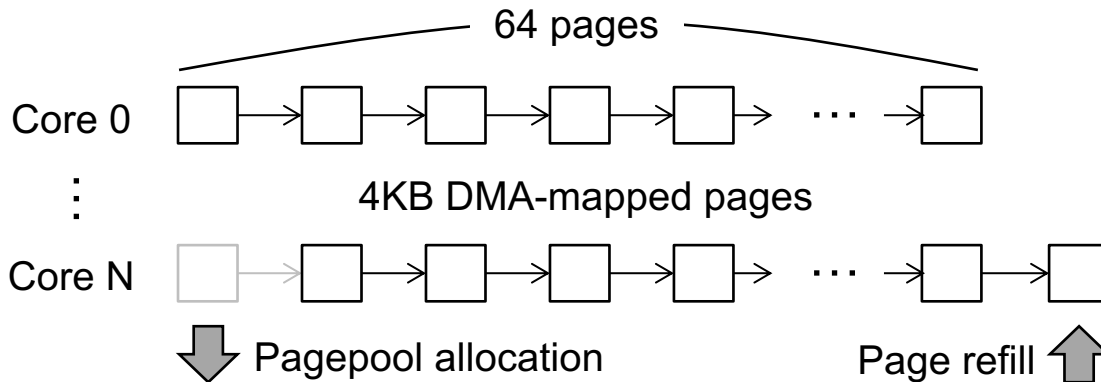 64 pages
Core 0
...
⋮
4KB DMA-mapped pages
Core N
...
Pagepool allocation
Page refill